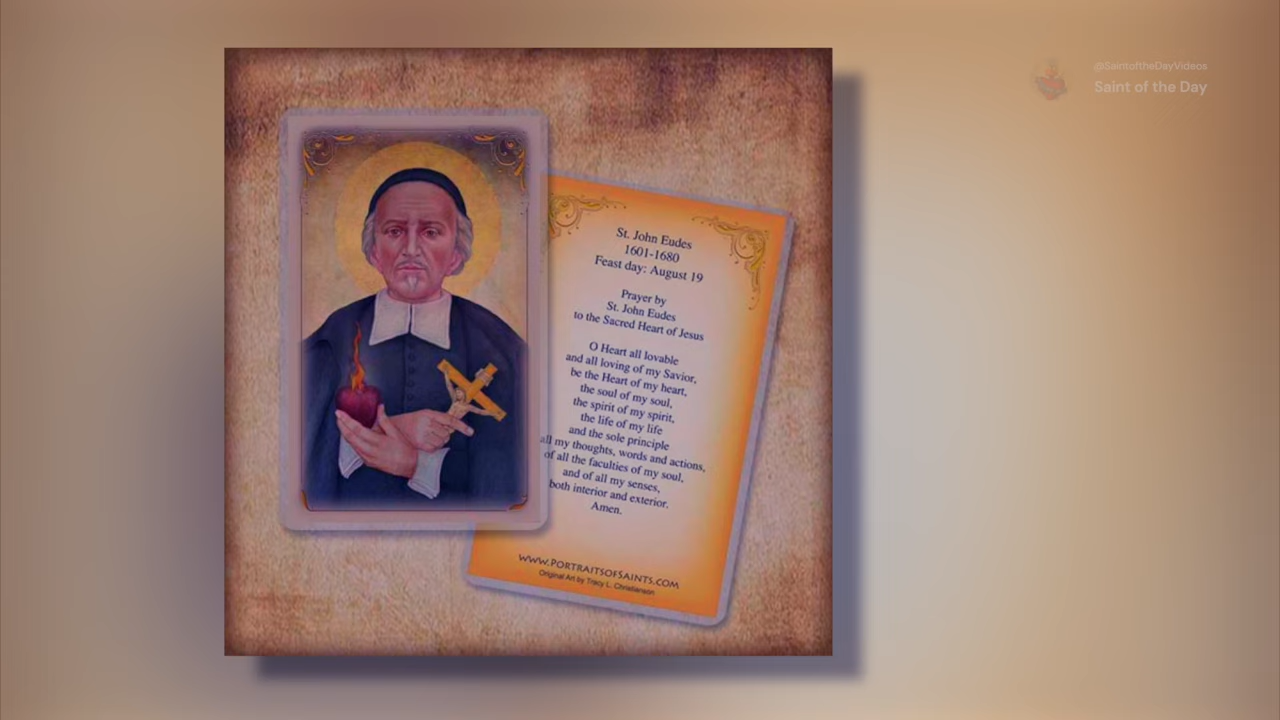 @SaintoftheDayVideos
Saint of the Day
St. John Eudes
1601-1680
Feast day: August 19
Prayer by
St. John Eudes
to the Sacred Heart of Jesus
O Heart all lovable
and all loving of my Savior,
be the Heart of my heart,
the soul of my soul,
the spirit of my spirit,
the life of my life
and the sole principle
all my thoughts, words and actions,
of all the faculties of my soul,
and of all my senses,
both interior and exterior.
Amen.
www.PortraitsofSaints.com
Original Art by Tracy L. Christianson